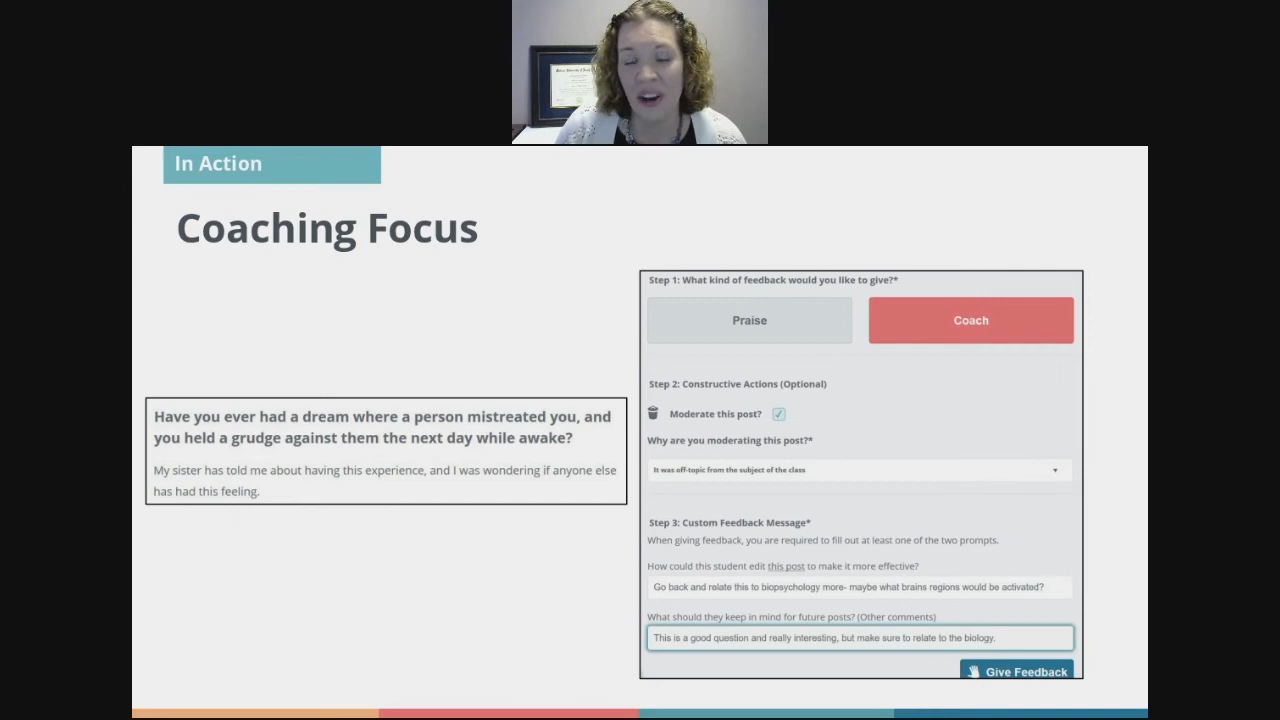 In Action
Coaching Focus
Have you ever had a dream where a person mistreated you, and
you held a grudge against them the next day while awake?
My sister has told me about having this experience, and I was wondering if anyone else
has had this feeling.
Step 1: What kind of feedback would you like to give?*
Praise
Coach
Step 2: Constructive Actions (Optional)
Moderate this post?
Why are you moderating this post?*
It was off-topic from the subject of the class
Step 3: Custom Feedback Message*
When giving feedback, you are required to fill out at least one of the two prompts.
How could this student edit this post to make it more effective?
Go back and relate this to biopsychology more- maybe what brains regions would be activated?
What should they keep in mind for future posts? (Other comments)
This is a good question and really interesting, but make sure to relate to the biology.
Give Feedback